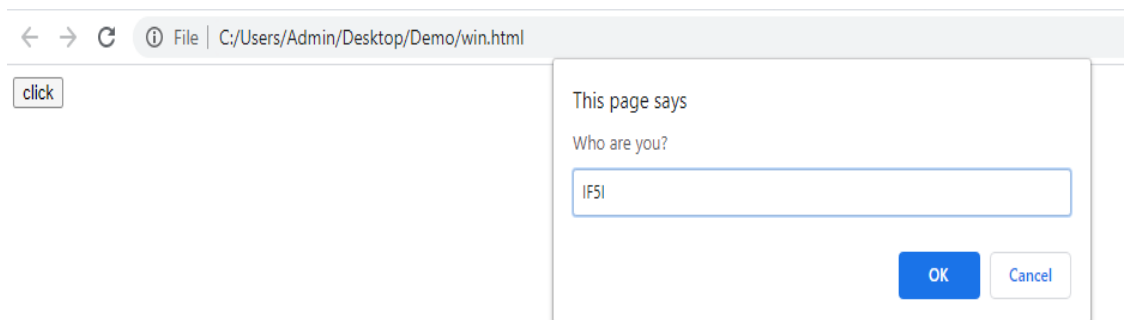 File | C:/Users/Admin/Desktop/Demo/win.html
click
This page says
Who are you?
IF5I
OK Cancel